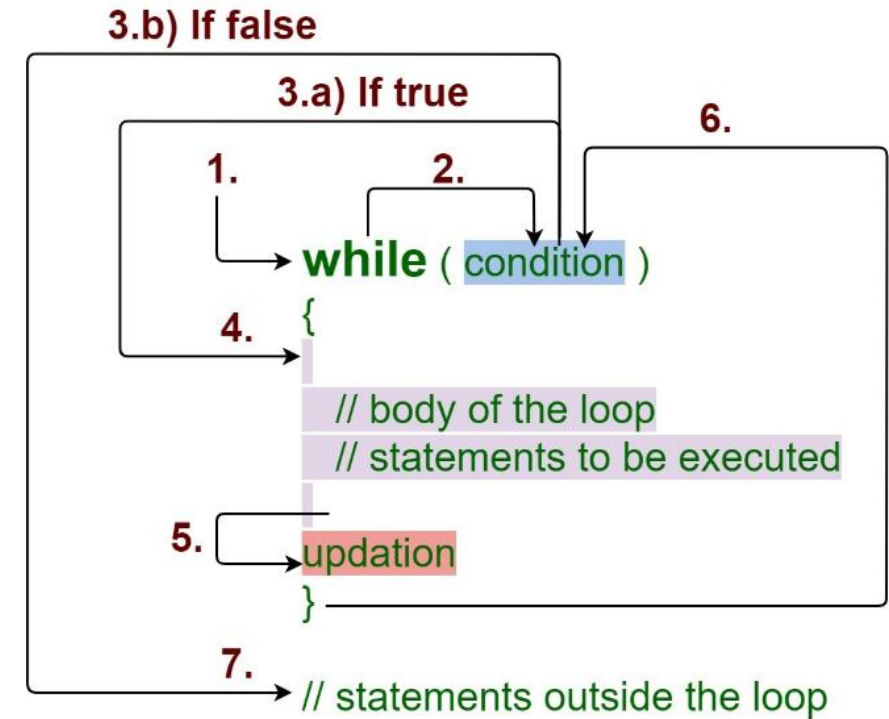 3.b) If false
3.a) If true
6.
1.
2.
while ( condition )
{
4.
// body of the loop
// statements to be executed
5.
updation
}
7.
// statements outside the loop